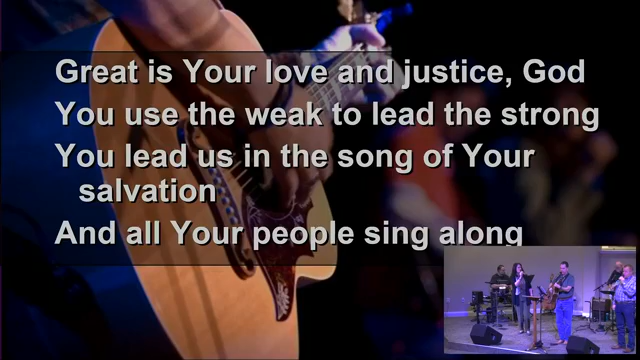 Great is Your love and justice, God
You use the weak to lead the strong
You lead us in the song of Your
salvation
And all Your people sing along